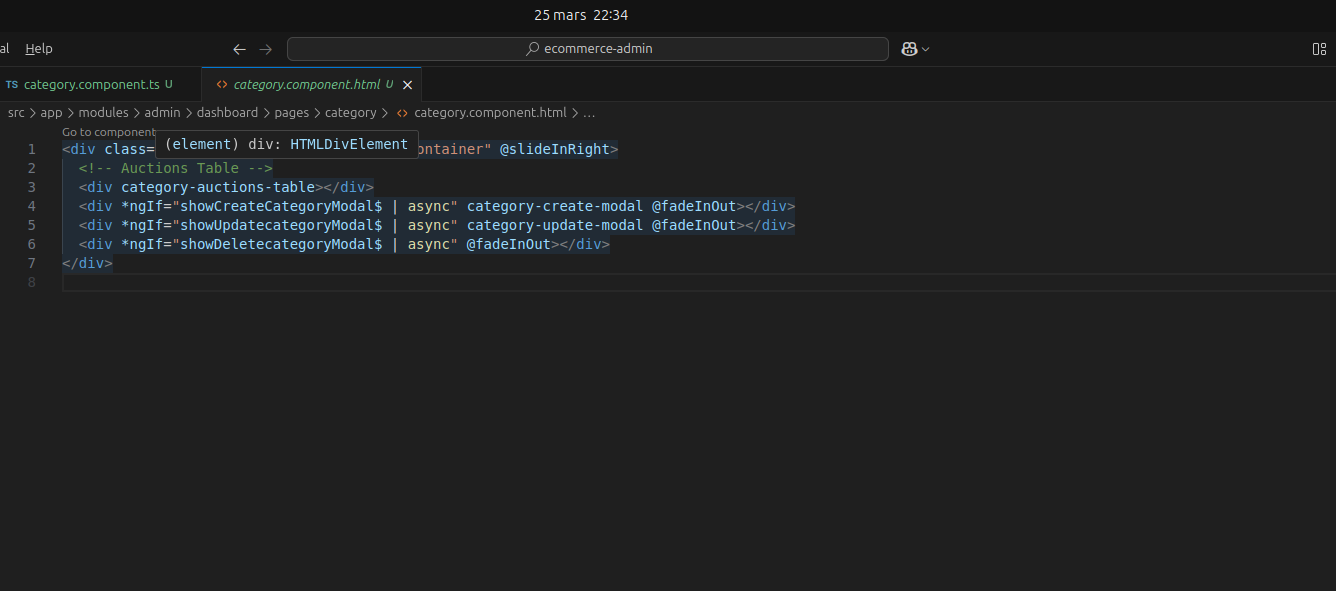 25 mars 22:34
al Help ecommerce-admin
TS category.component.ts U category.component.html U
src > app > modules > admin > dashboard > pages > category > category.component.html > ...
Go to component
(element) div: HTMLDivElement
1 <div class= ontainer" @slideInRight>
2 <!-- Auctions Table -->
3 <div category-auctions-table></div>
4 <div *ngIf="showCreateCategoryModal$ | async" category-create-modal @fadeInOut></div>
5 <div *ngIf="showUpdatecategoryModal$ | async" category-update-modal @fadeInOut></div>
6 <div *ngIf="showDeletecategoryModal$ | async" @fadeInOut></div>
7 </div>
8